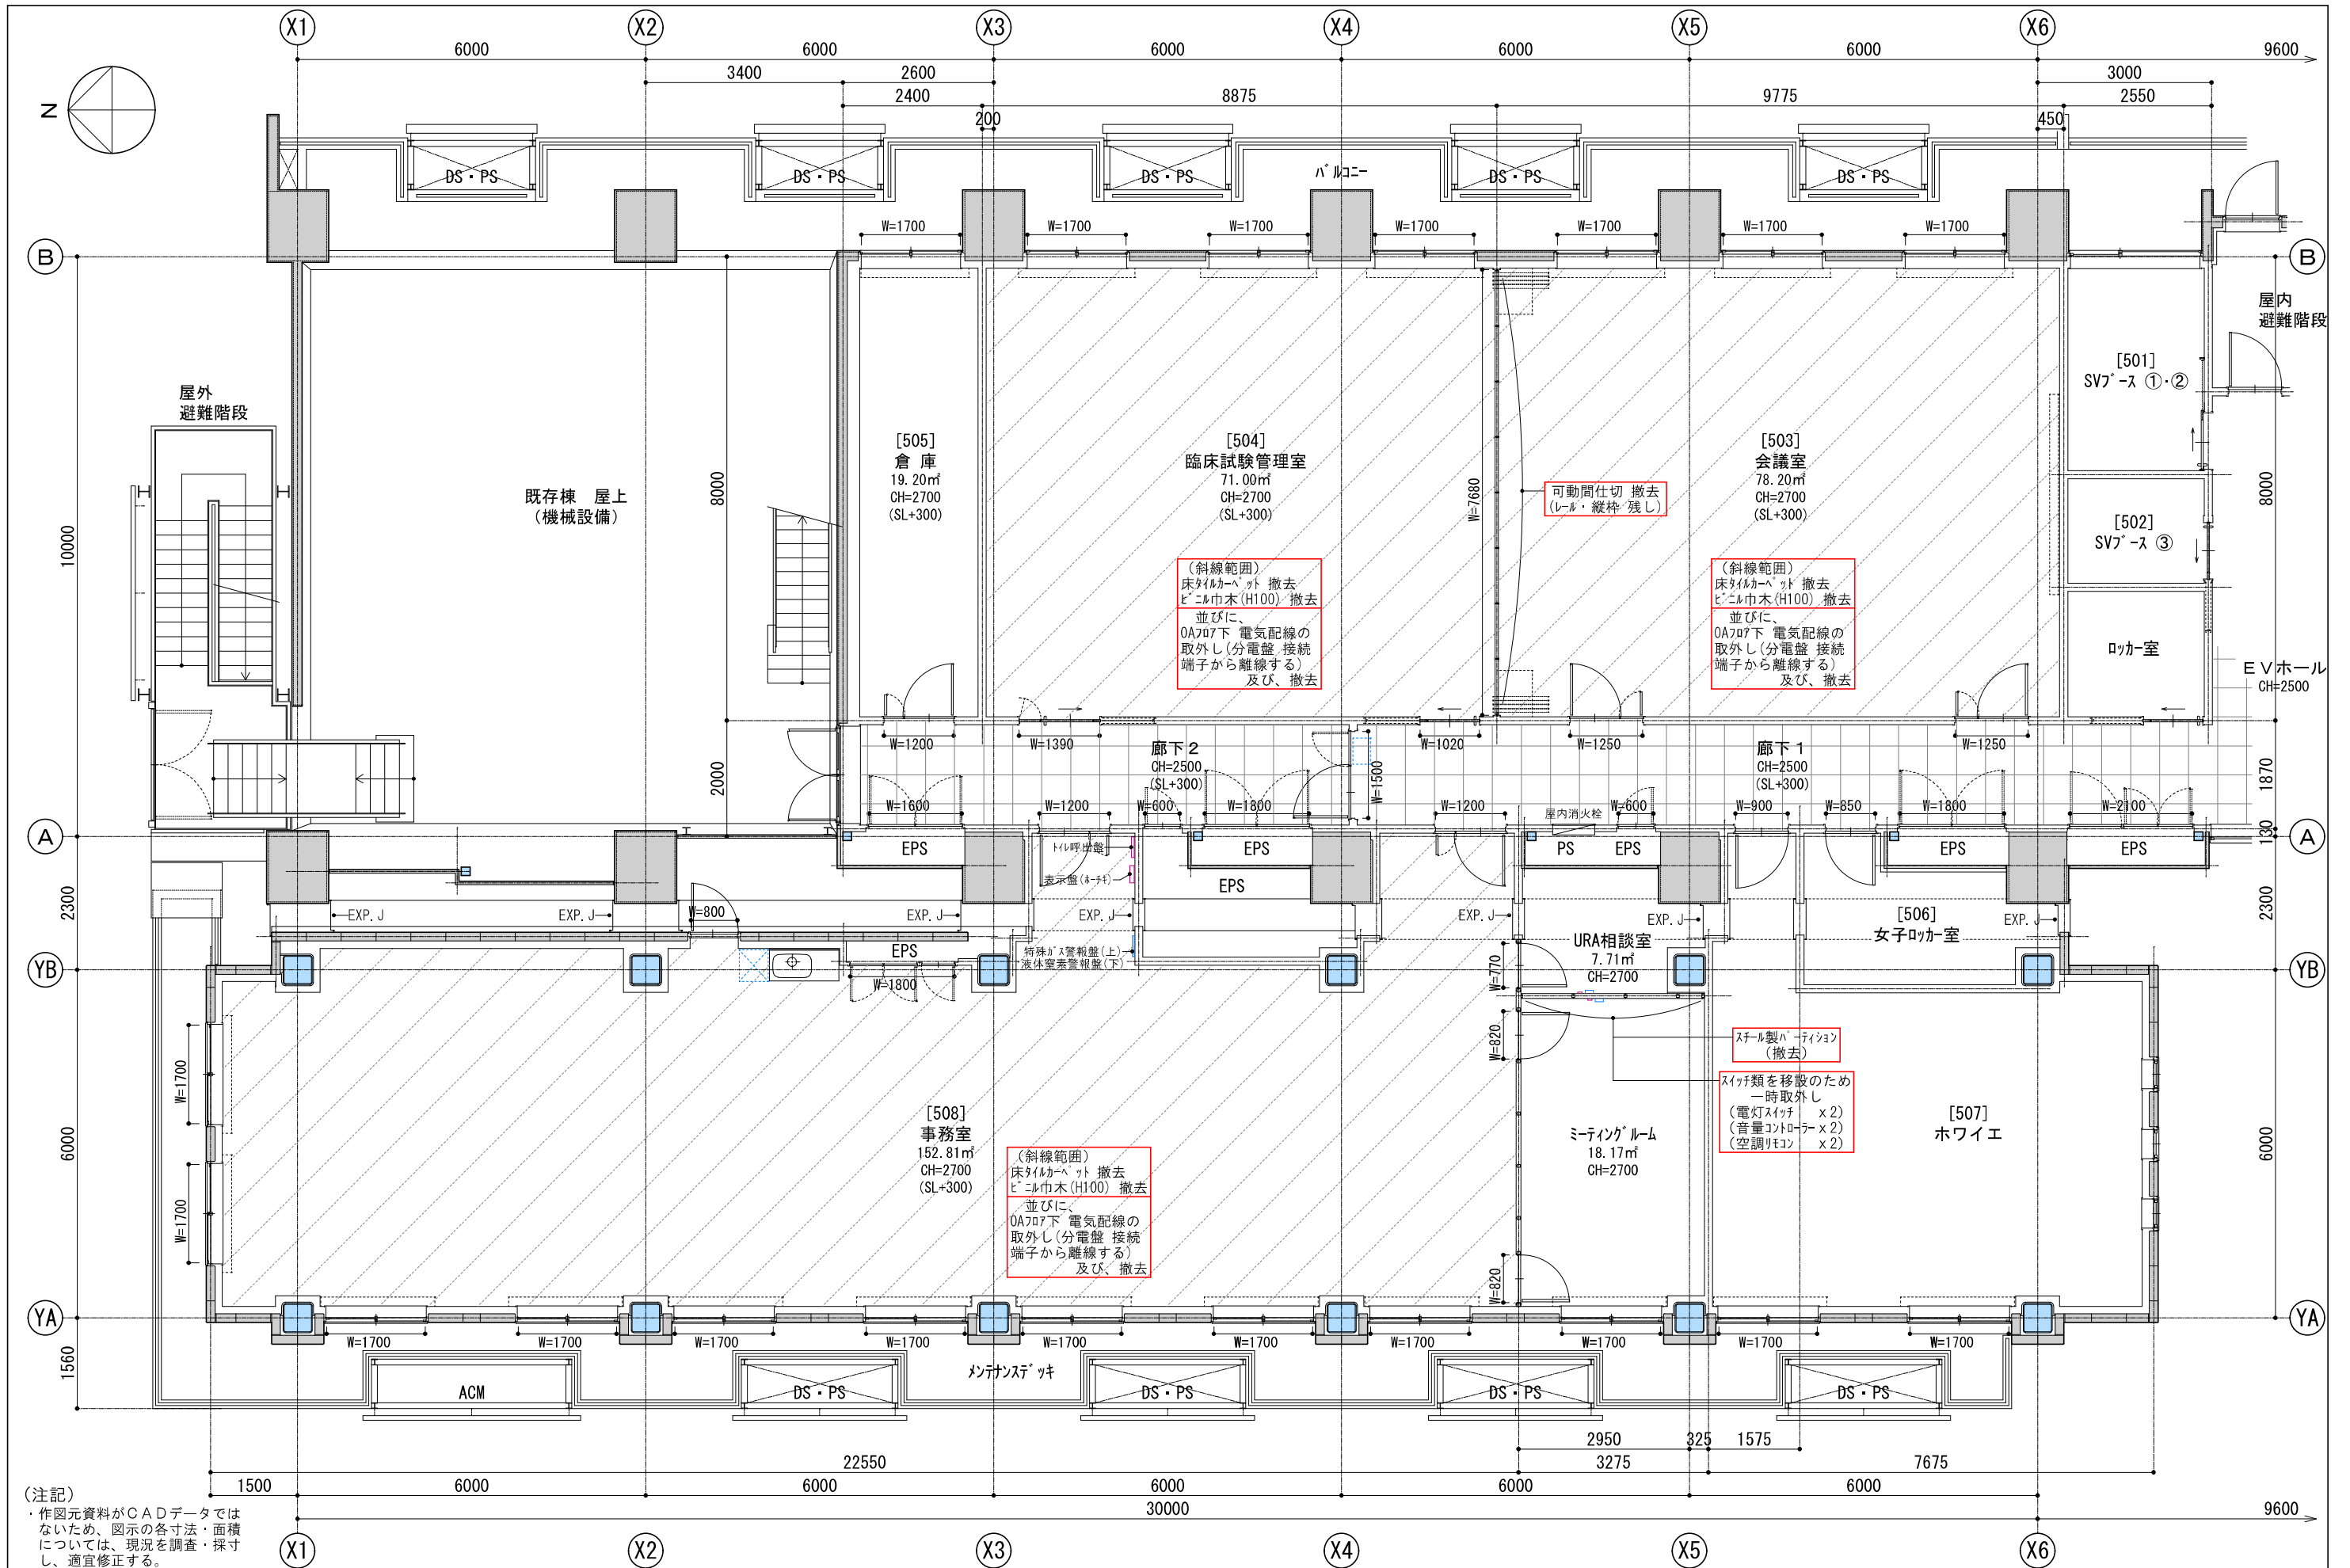 X1 X2 X3 X4 X5 X6
6000 6000 6000 6000 6000 9600
3400 2600 3000
2400 8875 9775 2550
200 450
N
DS・PS DS・PS DS・PS DS・PS DS・PS
バルコニー
W=1700 W=1700 W=1700 W=1700 W=1700 W=1700 W=1700
B B
屋内
避難階段
[501]
SVブース ①・②
屋外
避難階段
既存棟 屋上
(機械設備)
8000
10000
2000
[505]
倉 庫
19.20㎡
CH=2700
(SL+300)
[504]
臨床試験管理室
71.00㎡
CH=2700
(SL+300)
W=7680
可動間仕切 撤去
(レール・縦枠 残し)
[503]
会議室
78.20㎡
CH=2700
(SL+300)
[502]
SVブース ③
8000
(斜線範囲)
床タイルカーペット 撤去
ビニル巾木(H100) 撤去
並びに、
OAフロア下 電気配線の
取外し(分電盤 接続
端子から離線する)
及び、撤去
(斜線範囲)
床タイルカーペット 撤去
ビニル巾木(H100) 撤去
並びに、
OAフロア下 電気配線の
取外し(分電盤 接続
端子から離線する)
及び、撤去
ロッカー室
EVホール
CH=2500
W=1200 W=1390 W=1020 W=1250 W=1250
廊下2
CH=2500
(SL+300)
W=1500
廊下1
CH=2500
(SL+300)
1870
W=1600 W=1200 W=600 W=1800 W=1200 屋内消火栓 W=600 W=900 W=850 W=1800 W=2100
130
A A
EPS トイレ呼出盤 EPS PS EPS EPS EPS
表示盤(ホーチキ) EPS
2300 2300
EXP.J EXP.J W=800 EXP.J EXP.J EXP.J EXP.J EXP.J
[506]
女子ロッカー室
EPS
特殊ガス警報盤(上)
液体窒素警報盤(下)
URA相談室
7.71㎡
CH=2700
W=770
YB YB
W=1800
W=820
スチール製パーティション
(撤去)
スイッチ類を移設のため
一時取外し
(電灯スイッチ x2)
(音量コントローラー x2)
(空調リモコン x2)
W=1700
W=1700
6000 6000
[508]
事務室
152.81㎡
CH=2700
(SL+300)
(斜線範囲)
床タイルカーペット 撤去
ビニル巾木(H100) 撤去
並びに、
OAフロア下 電気配線の
取外し(分電盤 接続
端子から離線する)
及び、撤去
ミーティングルーム
18.17㎡
CH=2700
[507]
ホワイエ
W=820
YA YA
W=1700 W=1700 W=1700 W=1700 W=1700 W=1700 W=1700 W=1700 W=1700 W=1700
1560
メンテナンスデッキ
ACM DS・PS DS・PS DS・PS DS・PS
2950 325 1575
22550 3275 7675
1500 6000 6000 6000 6000 6000
30000 9600
(注記)
・作図元資料がCADデータでは
ないため、図示の各寸法・面積
については、現況を調査・採寸
し、適宜修正する。
X1 X2 X3 X4 X5 X6